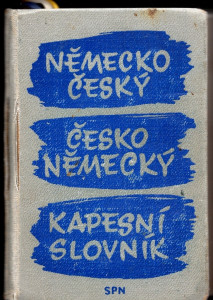 NĚMECKO
ČESKÝ
ČESKO
NĚMECKÝ
KAPESNÍ
SLOVNÍK
SPN